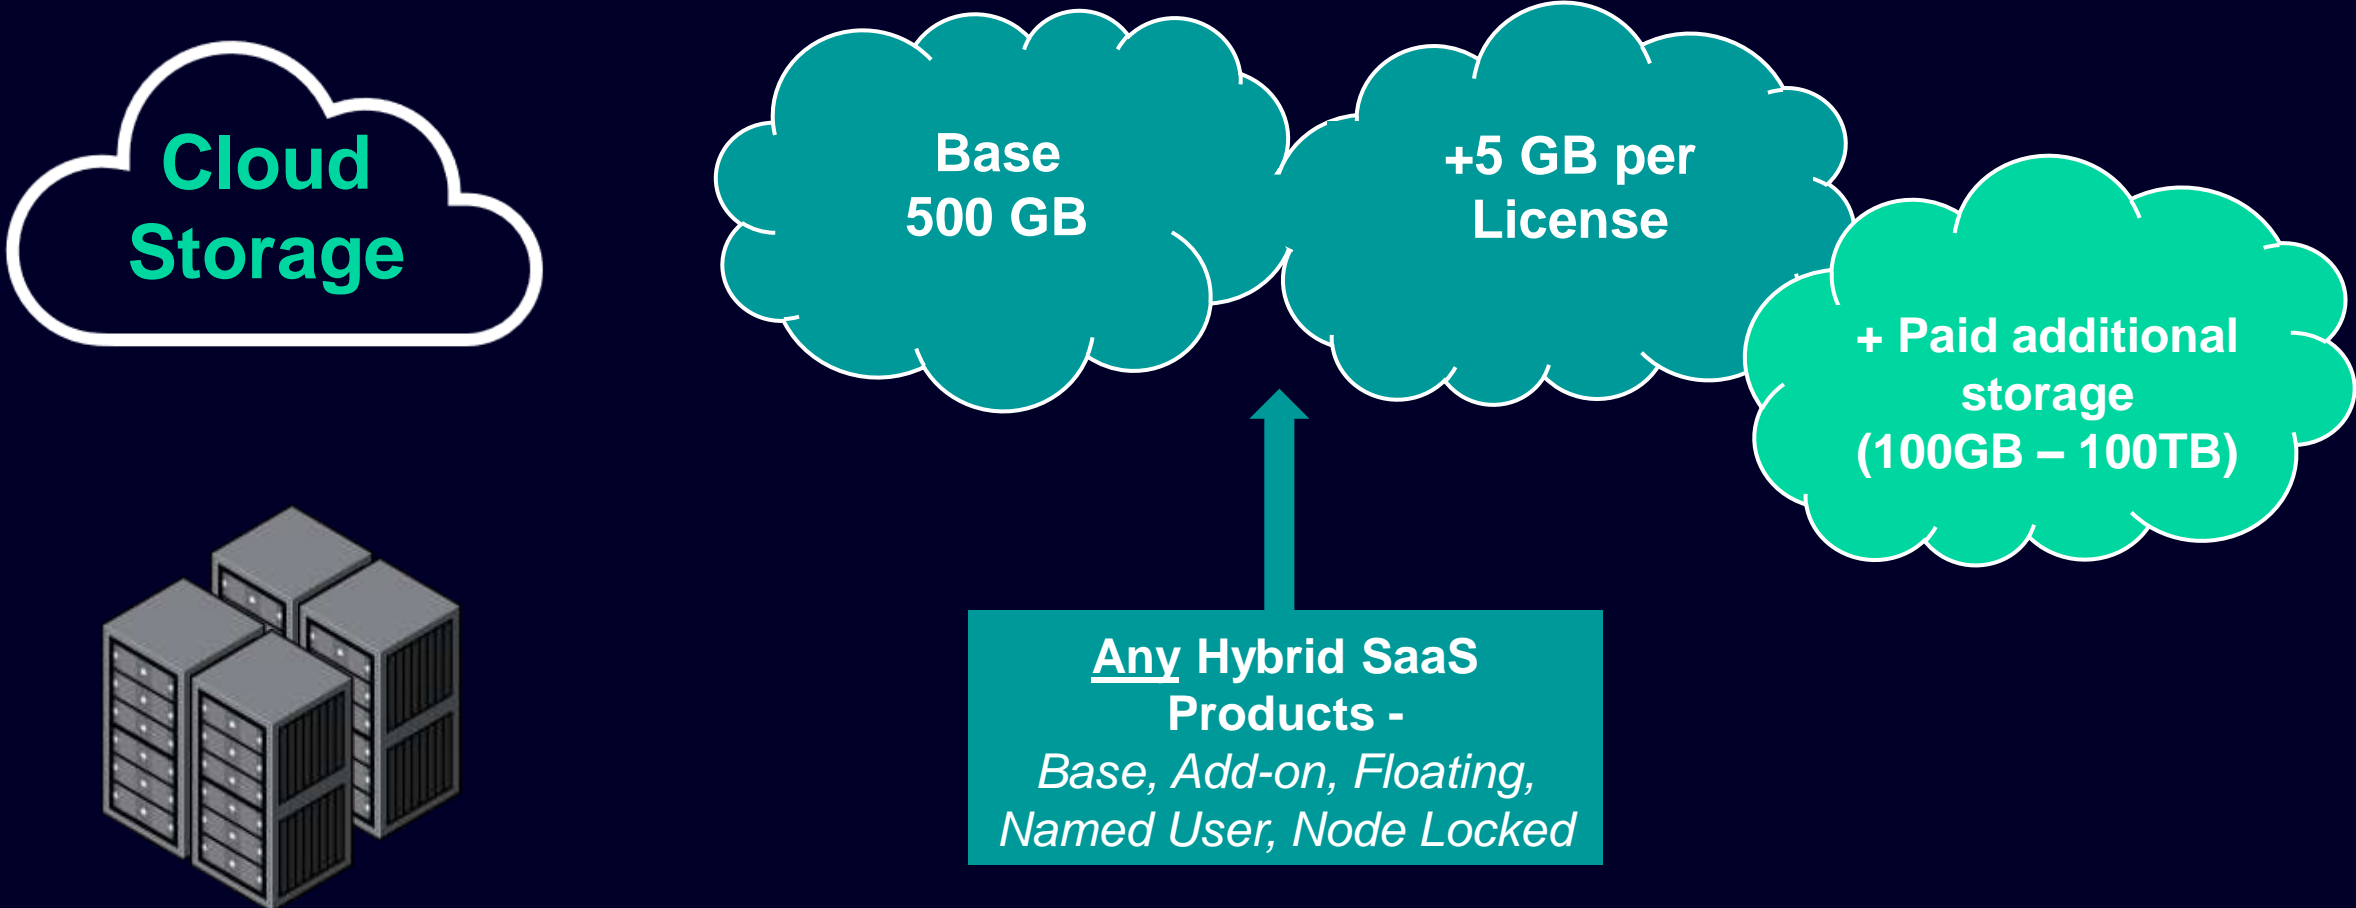 Cloud
Storage
Base
500 GB
+5 GB per
License
+ Paid additional
storage
(100GB – 100TB)
Any Hybrid SaaS
Products -
Base, Add-on, Floating,
Named User, Node Locked